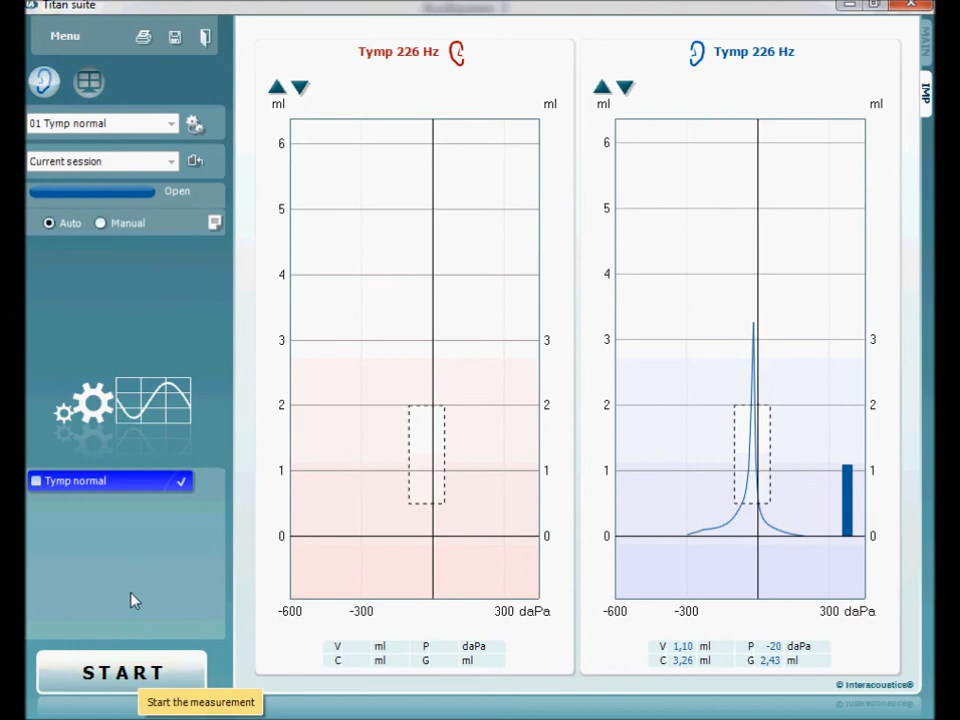 Titan suite
Menu
01 Tymp normal
Current session
Open
Auto
Manual
Tymp normal
START
Start the measurement
Tymp 226 Hz
ml
ml
6
5
4
3
3
2
2
1
1
0
0
-600
-300
300 daPa
V ml P daPa
C ml G ml
Tymp 226 Hz
ml
ml
6
5
4
3
3
2
2
1
1
0
0
-600
-300
300 daPa
V 1,10 ml P -20 daPa
C 3,26 ml G 2,43 ml
© Interacoustics®
MAIN
IMP